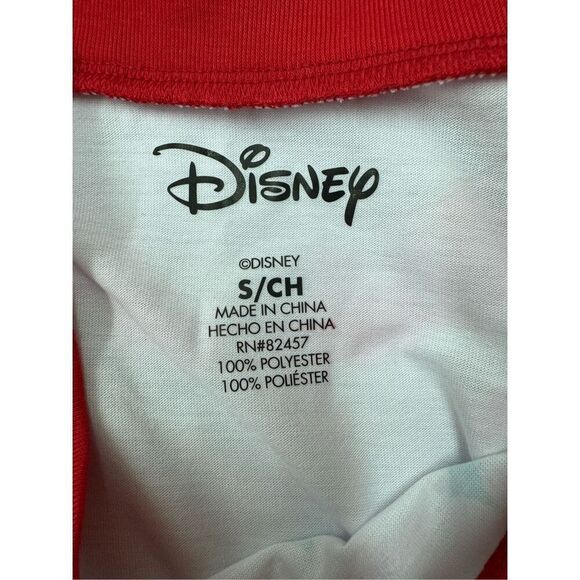 Disney
©DISNEY
S/CH
MADE IN CHINA
HECHO EN CHINA
RN#82457
100% POLYESTER
100% POLIÉSTER